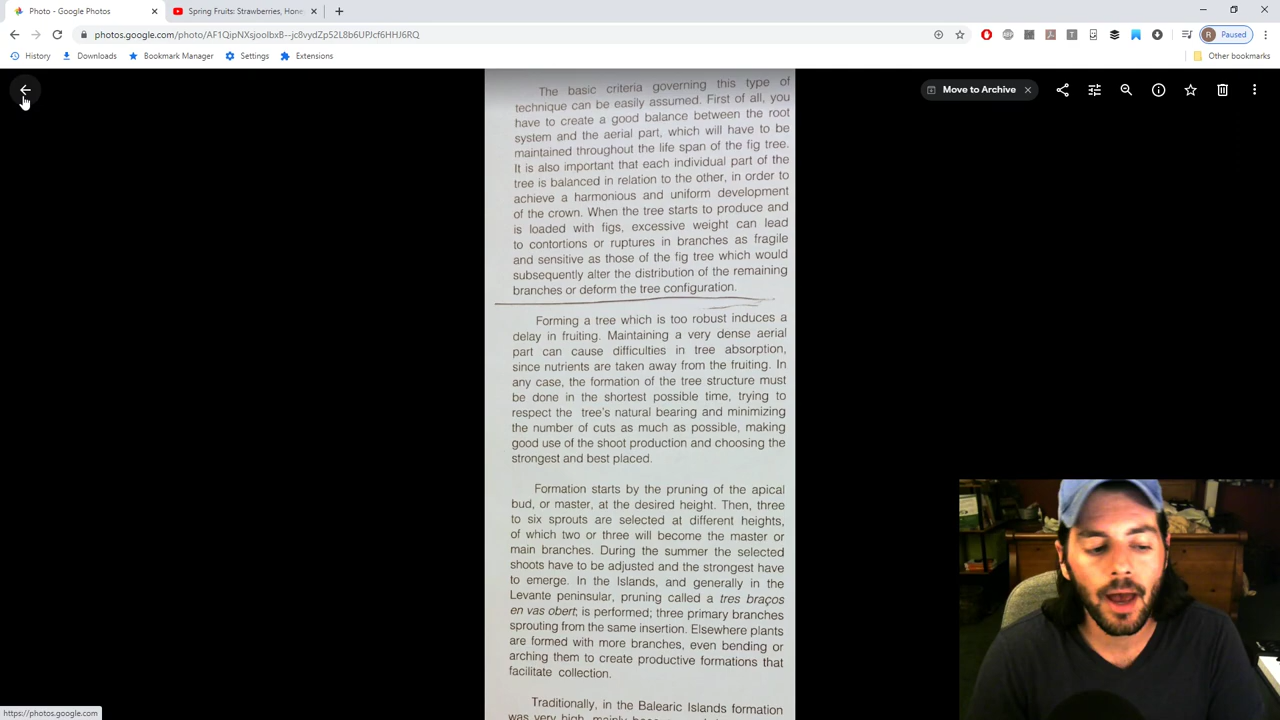 Photo - Google Photos
Spring Fruits: Strawberries, Hone
photos.google.com/photo/AF1QipNXsjooIbxB--jc8vydZp52L8b6UPJcf6HHJ6RQ
Paused
History
Downloads
Bookmark Manager
Settings
Extensions
Other bookmarks
Move to Archive
The basic criteria governing this type of
technique can be easily assumed. First of all, you
have to create a good balance between the root
system and the aerial part, which will have to be
maintained throughout the life span of the fig tree.
It is also important that each individual part of the
tree is balanced in relation to the other, in order to
achieve a harmonious and uniform development
of the crown. When the tree starts to produce and
is loaded with figs, excessive weight can lead
to contortions or ruptures in branches as fragile
and sensitive as those of the fig tree which would
subsequently alter the distribution of the remaining
branches or deform the tree configuration.
Forming a tree which is too robust induces a
delay in fruiting. Maintaining a very dense aerial
part can cause difficulties in tree absorption,
since nutrients are taken away from the fruiting. In
any case, the formation of the tree structure must
be done in the shortest possible time, trying to
respect the tree's natural bearing and minimizing
the number of cuts as much as possible, making
good use of the shoot production and choosing the
strongest and best placed.
Formation starts by the pruning of the apical
bud, or master, at the desired height. Then, three
to six sprouts are selected at different heights,
of which two or three will become the master or
main branches. During the summer the selected
shoots have to be adjusted and the strongest have
to emerge. In the Islands, and generally in the
Levante peninsular, pruning called a tres braços
en vas obert; is performed; three primary branches
sprouting from the same insertion. Elsewhere plants
are formed with more branches, even bending or
arching them to create productive formations that
facilitate collection.
Traditionally, in the Balearic Islands formation
was very high, mainly
https://photos.google.com